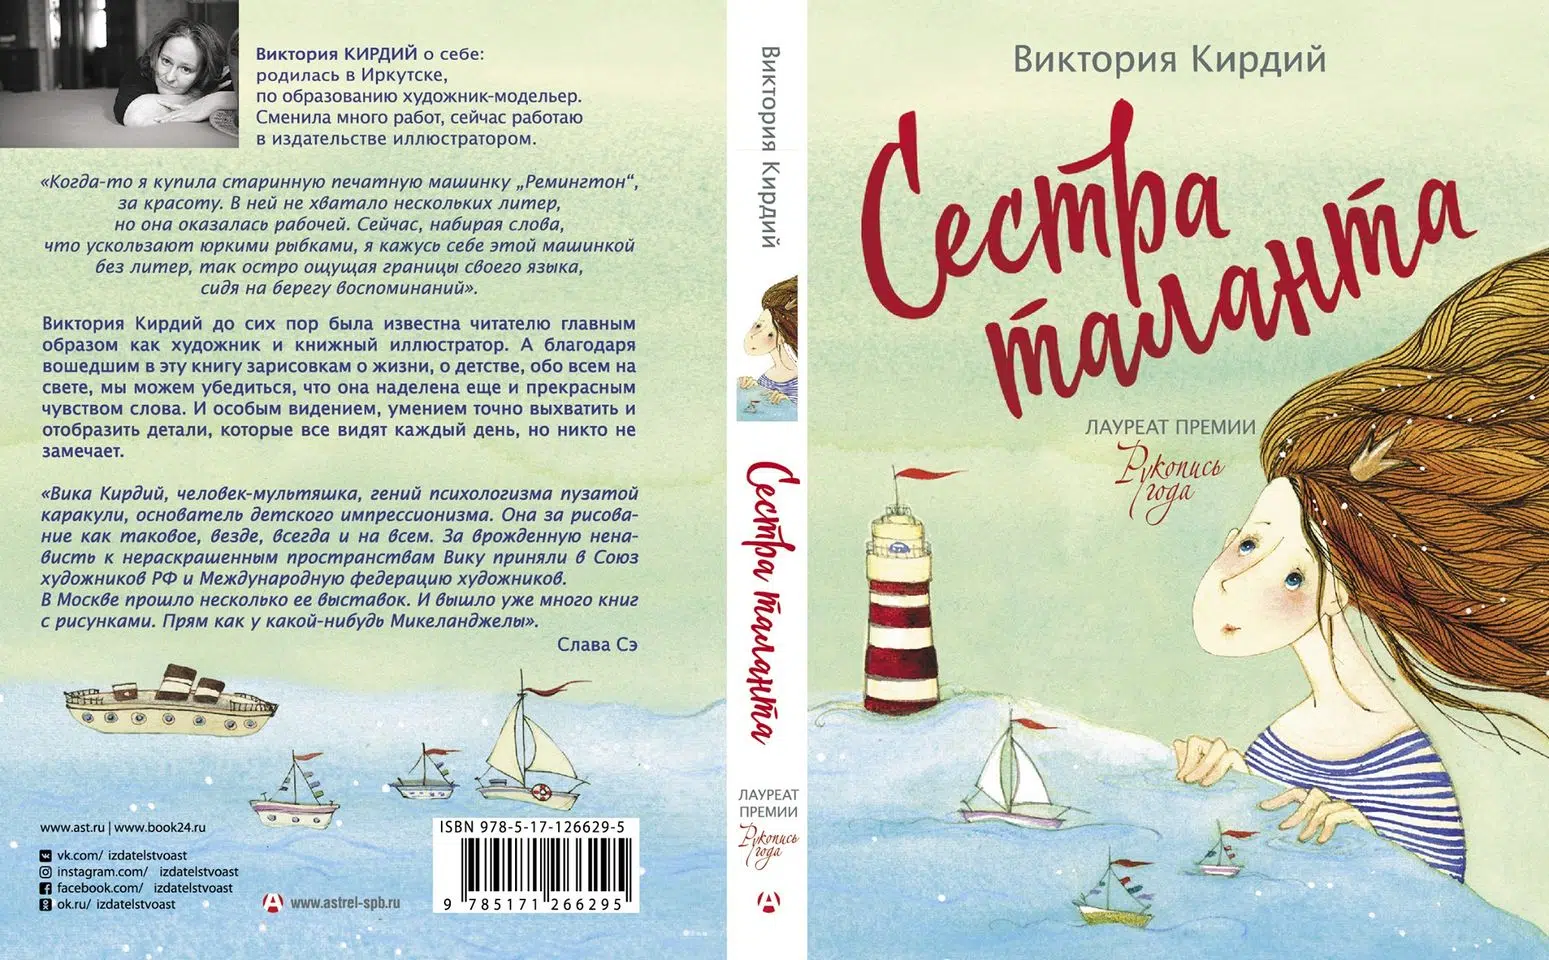 Виктория КИРДИЙ о себе:
родилась в Иркутске,
по образованию художник-модельер.
Сменила много работ, сейчас работаю
в издательстве иллюстратором.
«Когда-то я купила старинную печатную машинку „Ремингтон“,
за красоту. В ней не хватало нескольких литер,
но она оказалась рабочей. Сейчас, набирая слова,
что ускользают юркими рыбками, я кажусь себе этой машинкой
без литер, так остро ощущая границы своего языка,
сидя на берегу воспоминаний».
Виктория Кирдий до сих пор была известна читателю главным
образом как художник и книжный иллюстратор. А благодаря
вошедшим в эту книгу зарисовкам о жизни, о детстве, обо всем на
свете, мы можем убедиться, что она наделена еще и прекрасным
чувством слова. И особым видением, умением точно выхватить и
отобразить детали, которые все видят каждый день, но никто не
замечает.
«Вика Кирдий, человек-мультяшка, гений психологизма пузатой
каракули, основатель детского импрессионизма. Она за рисова-
ние как таковое, везде, всегда и на всем. За врожденную нена-
висть к нераскрашенным пространствам Вику приняли в Союз
художников РФ и Международную федерацию художников.
В Москве прошло несколько ее выставок. И вышло уже много книг
с рисунками. Прям как у какой-нибудь Микеланджелы».
Слава Сэ
www.ast.ru | www.book24.ru
vk.com/ izdatelstvoast
instagram.com/ izdatelstvoast
facebook.com/ izdatelstvoast
ok.ru/ izdatelstvoast
www.astrel-spb.ru
ISBN 978-5-17-126629-5
9 785171 266295
Виктория Кирдий
Сестра таланта
ЛАУРЕАТ
ПРЕМИИ
Рукопись
года
Виктория Кирдий
Сестра
таланта
ЛАУРЕАТ ПРЕМИИ
Рукопись
года